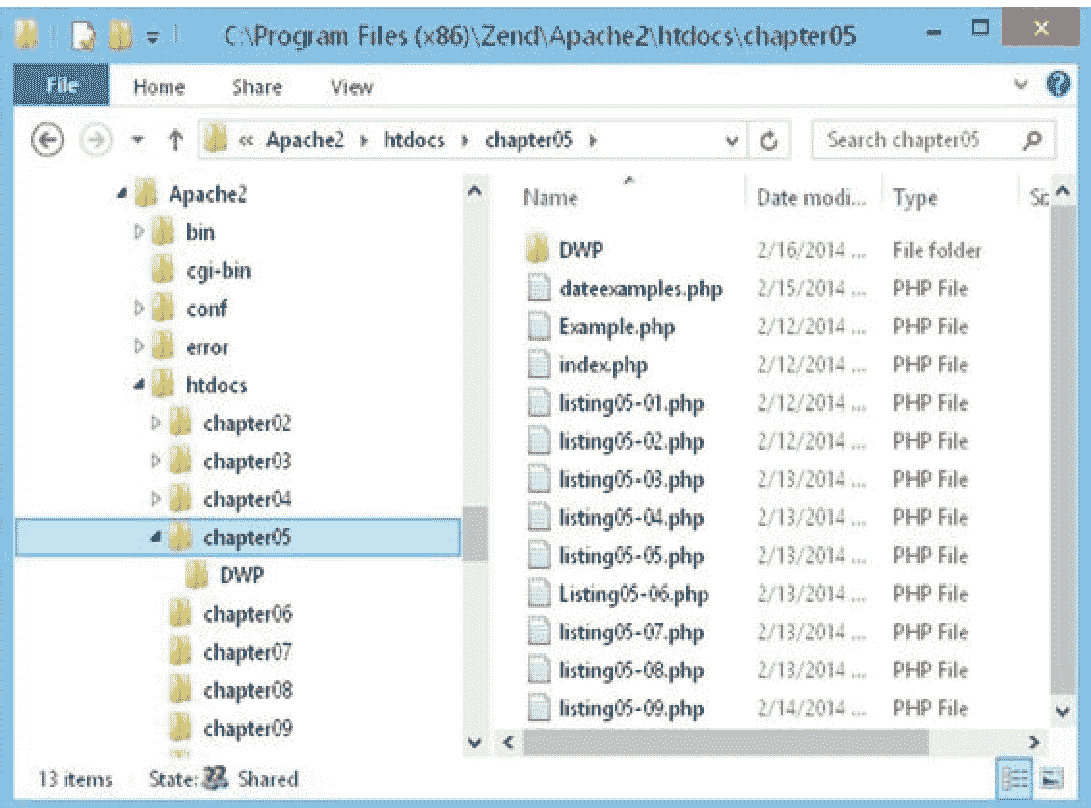 C:\Program Files (x86)\Zend\Apache2\htdocs\chapter05
File Home Share View
« Apache2 htdocs chapter05 Search chapter05
Apache2
bin
cgi-bin
conf
error
htdocs
chapter02
chapter03
chapter04
chapter05
DWP
chapter06
chapter07
chapter08
chapter09
Name Date modi... Type
DWP 2/16/2014 ... File folder
dateexamples.php 2/15/2014 ... PHP File
Example.php 2/12/2014 ... PHP File
index.php 2/12/2014 ... PHP File
listing05-01.php 2/12/2014 ... PHP File
listing05-02.php 2/12/2014 ... PHP File
listing05-03.php 2/13/2014 ... PHP File
listing05-04.php 2/13/2014 ... PHP File
listing05-05.php 2/13/2014 ... PHP File
Listing05-06.php 2/13/2014 ... PHP File
listing05-07.php 2/13/2014 ... PHP File
listing05-08.php 2/13/2014 ... PHP File
listing05-09.php 2/14/2014 ... PHP File
13 items State: Shared